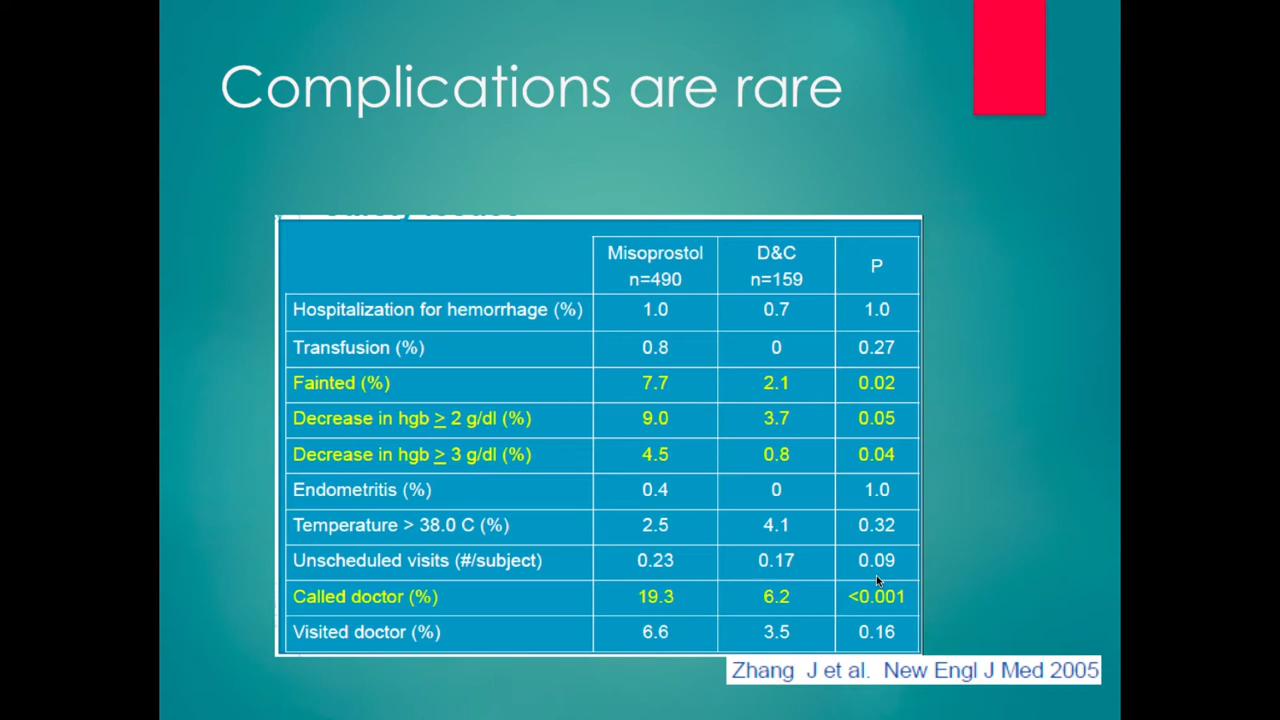 Complications are rare
Misoprostol D&C P
n=490 n=159
Hospitalization for hemorrhage (%) 1.0 0.7 1.0
Transfusion (%) 0.8 0 0.27
Fainted (%) 7.7 2.1 0.02
Decrease in hgb ≥ 2 g/dl (%) 9.0 3.7 0.05
Decrease in hgb ≥ 3 g/dl (%) 4.5 0.8 0.04
Endometritis (%) 0.4 0 1.0
Temperature > 38.0 C (%) 2.5 4.1 0.32
Unscheduled visits (#/subject) 0.23 0.17 0.09
Called doctor (%) 19.3 6.2 <0.001
Visited doctor (%) 6.6 3.5 0.16
Zhang J et al. New Engl J Med 2005